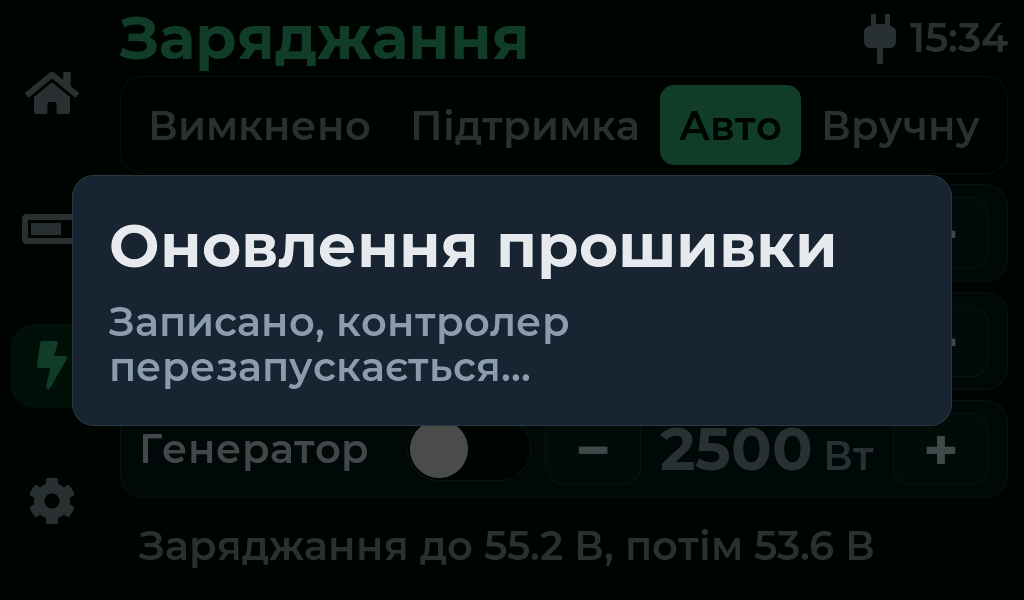 Заряджання
15:34
Вимкнено Підтримка Авто Вручну
Оновлення прошивки
Записано, контролер
перезапускається...
Генератор − 2500 Вт +
Заряджання до 55.2 В, потім 53.6 В